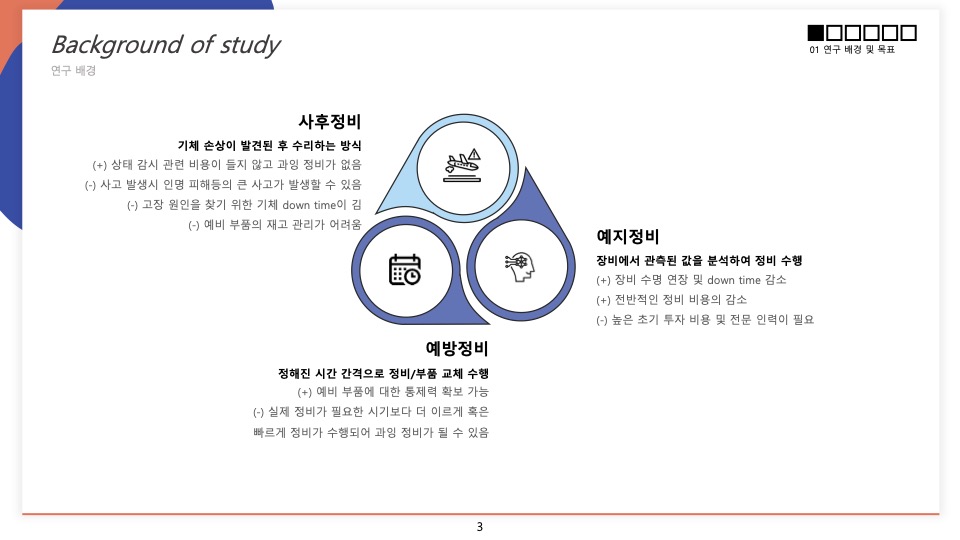 Background of study
연구 배경
01 연구 배경 및 목표
사후정비
기체 손상이 발견된 후 수리하는 방식
(+) 상태 감시 관련 비용이 들지 않고 과잉 정비가 없음
(-) 사고 발생시 인명 피해등의 큰 사고가 발생할 수 있음
(-) 고장 원인을 찾기 위한 기체 down time이 김
(-) 예비 부품의 재고 관리가 어려움
예지정비
장비에서 관측된 값을 분석하여 정비 수행
(+) 장비 수명 연장 및 down time 감소
(+) 전반적인 정비 비용의 감소
(-) 높은 초기 투자 비용 및 전문 인력이 필요
예방정비
정해진 시간 간격으로 정비/부품 교체 수행
(+) 예비 부품에 대한 통제력 확보 가능
(-) 실제 정비가 필요한 시기보다 더 이르게 혹은
빠르게 정비가 수행되어 과잉 정비가 될 수 있음
3